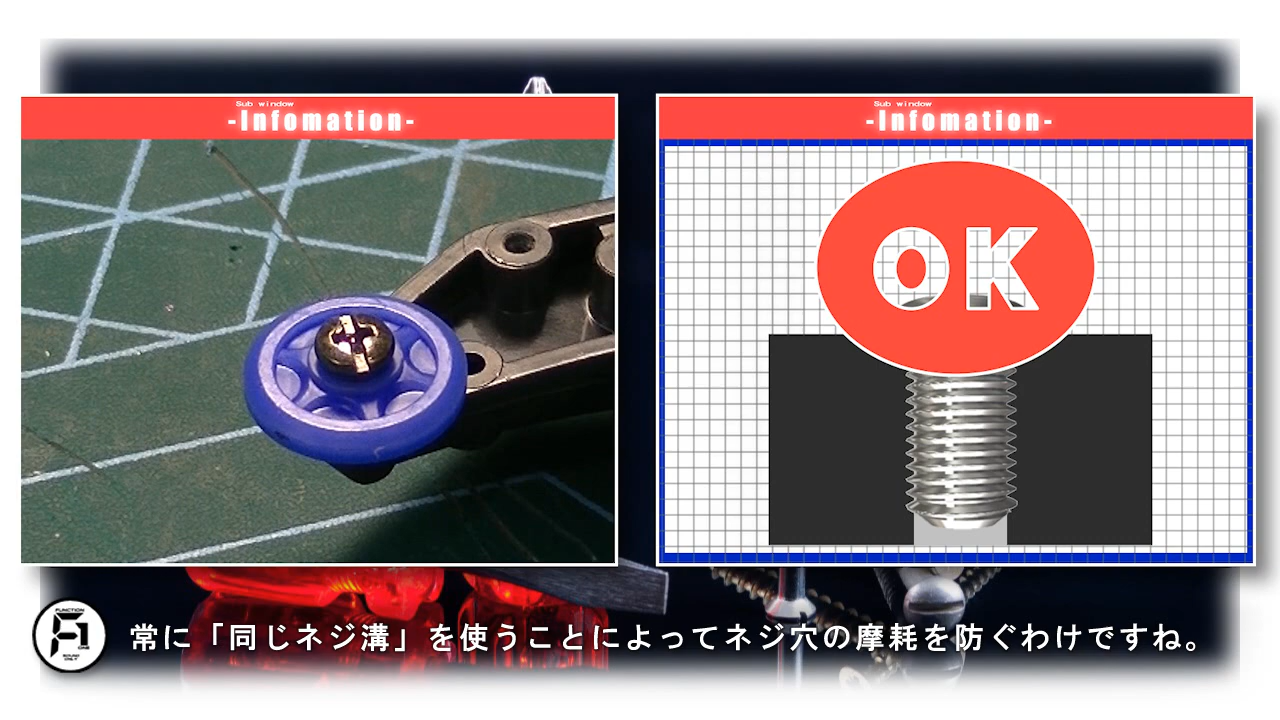 Sub window
-Infomation-
Sub window
-Infomation-
OK
FUNCTION
F1
ONE
常に「同じネジ溝」を使うことによってネジ穴の摩耗を防ぐわけですね。